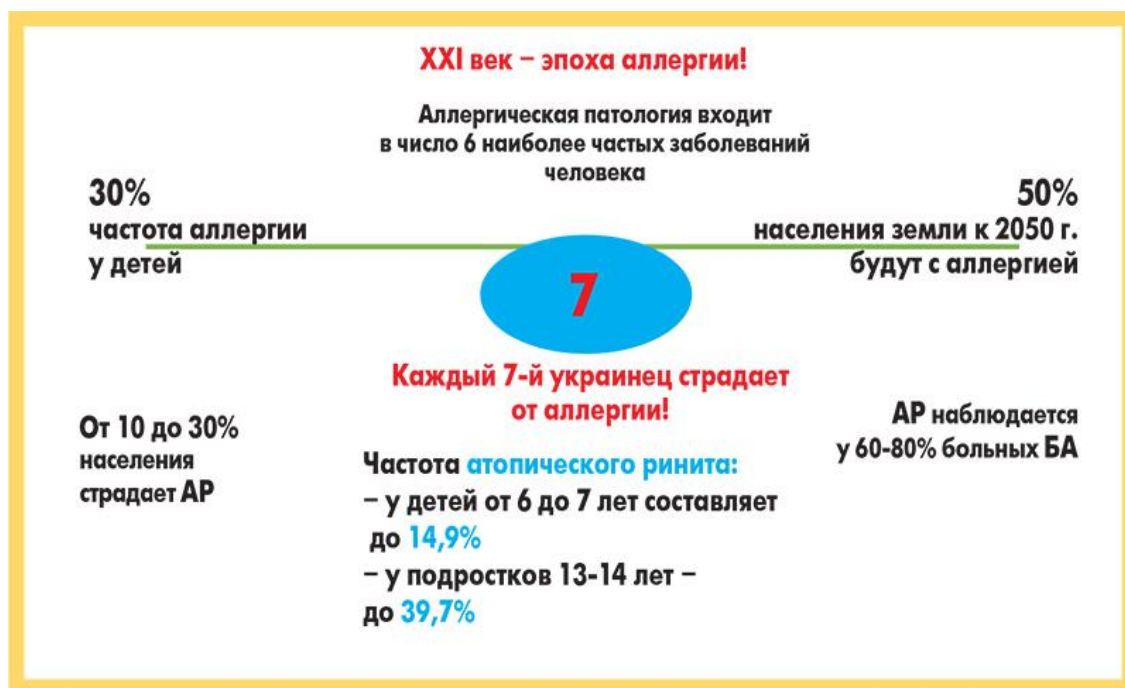 XXI век – эпоха аллергии!
Аллергическая патология входит
в число 6 наиболее частых заболеваний
человека
30%
частота аллергии
у детей
50%
населения земли к 2050 г.
будут с аллергией
7
Каждый 7-й украинец страдает
от аллергии!
От 10 до 30%
населения
страдает АР
Частота атопического ринита:
– у детей от 6 до 7 лет составляет
до 14,9%
– у подростков 13-14 лет –
до 39,7%
АР наблюдается
у 60-80% больных БА